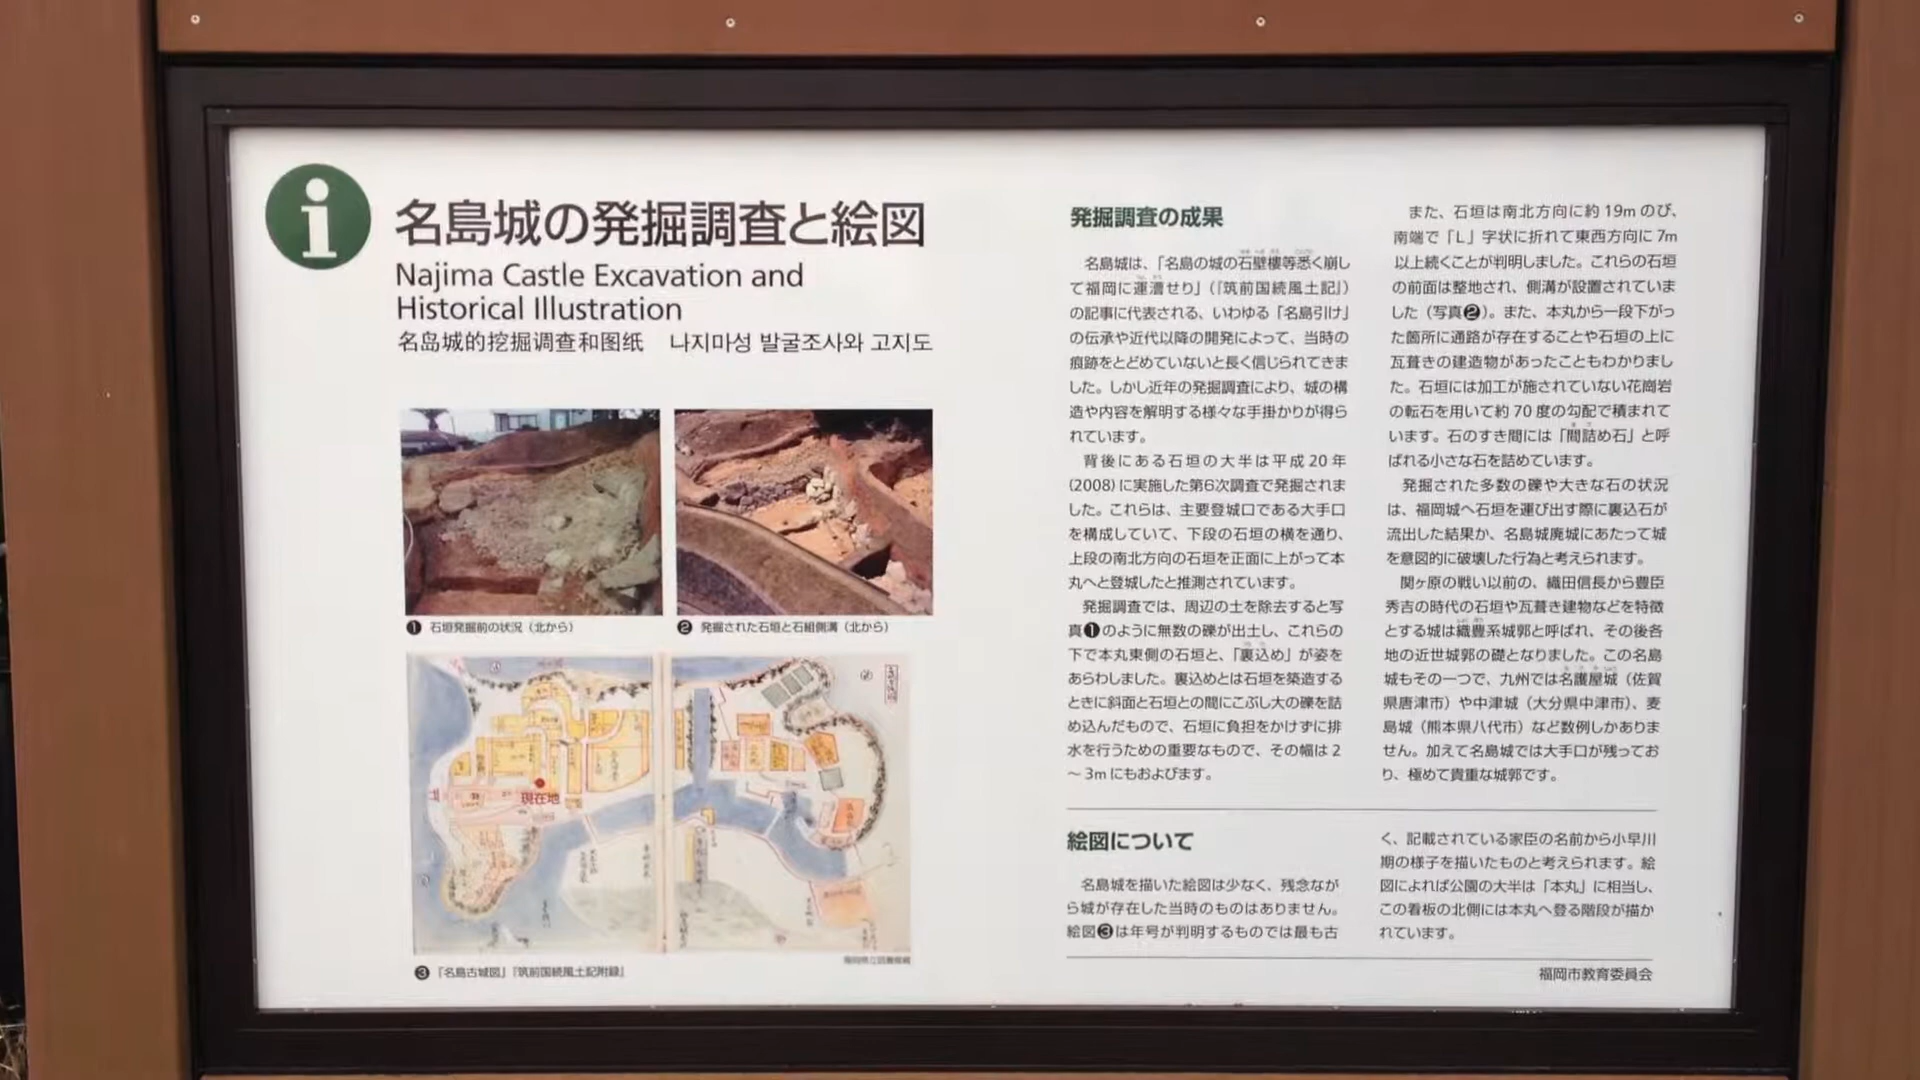 名島城の発掘調査と絵図
Najima Castle Excavation and
Historical Illustration
名岛城的挖掘调查和图纸 나지마성 발굴조사와 고지도
❶ 石垣発掘前の状況（北から）
❷ 発掘された石垣と石組側溝（北から）
現在地
❸「名島古城図」『筑前国続風土記附録』
発掘調査の成果
名島城は、「名島の城の石壁樓等悉く崩し
て福岡に運漕せり」（『筑前国続風土記』）
の記事に代表される、いわゆる「名島引け」
の伝承や近代以降の開発によって、当時の
痕跡をとどめていないと長く信じられてきま
した。しかし近年の発掘調査により、城の構
造や内容を解明する様々な手掛かりが得ら
れています。
背後にある石垣の大半は平成 20 年
(2008) に実施した第6次調査で発掘されま
した。これらは、主要登城口である大手口
を構成していて、下段の石垣の横を通り、
上段の南北方向の石垣を正面に上がって本
丸へと登城したと推測されています。
発掘調査では、周辺の土を除去すると写
真❶のように無数の礫が出土し、これらの
下で本丸東側の石垣と、「裏込め」が姿を
あらわしました。裏込めとは石垣を築造する
ときに斜面と石垣との間にこぶし大の礫を詰
め込んだもので、石垣に負担をかけずに排
水を行うための重要なもので、その幅は 2
～ 3m にもおよびます。
また、石垣は南北方向に約 19m のび、
南端で「L」字状に折れて東西方向に 7m
以上続くことが判明しました。これらの石垣
の前面は整地され、側溝が設置されていま
した（写真❷）。また、本丸から一段下がっ
た箇所に通路が存在することや石垣の上に
瓦葺きの建造物があったこともわかりまし
た。石垣には加工が施されていない花崗岩
の転石を用いて約 70 度の勾配で積まれて
います。石のすき間には「間詰め石」と呼
ばれる小さな石を詰めています。
発掘された多数の礫や大きな石の状況
は、福岡城へ石垣を運び出す際に裏込石が
流出した結果か、名島城廃城にあたって城
を意図的に破壊した行為と考えられます。
関ヶ原の戦い以前の、織田信長から豊臣
秀吉の時代の石垣や瓦葺き建物などを特徴
とする城は織豊系城郭と呼ばれ、その後各
地の近世城郭の礎となりました。この名島
城もその一つで、九州では名護屋城（佐賀
県唐津市）や中津城（大分県中津市）、麦
島城（熊本県八代市）など数例しかありま
せん。加えて名島城では大手口が残ってお
り、極めて貴重な城郭です。
絵図について
名島城を描いた絵図は少なく、残念なが
ら城が存在した当時のものはありません。
絵図❸は年号が判明するものでは最も古
く、記載されている家臣の名前から小早川
期の様子を描いたものと考えられます。絵
図によれば公園の大半は「本丸」に相当し、
この看板の北側には本丸へ登る階段が描か
れています。
福岡市教育委員会